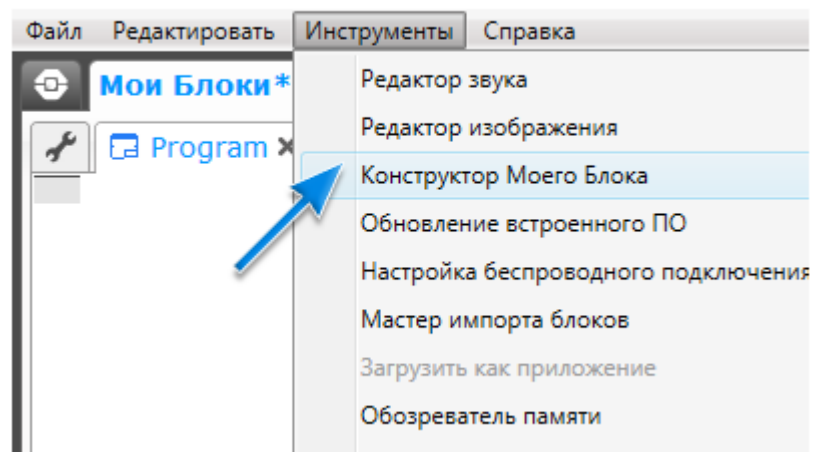 Файл Редактировать Инструменты Справка
Мои Блоки*
Program ×
Редактор звука
Редактор изображения
Конструктор Моего Блока
Обновление встроенного ПО
Настройка беспроводного подключения
Мастер импорта блоков
Загрузить как приложение
Обозреватель памяти